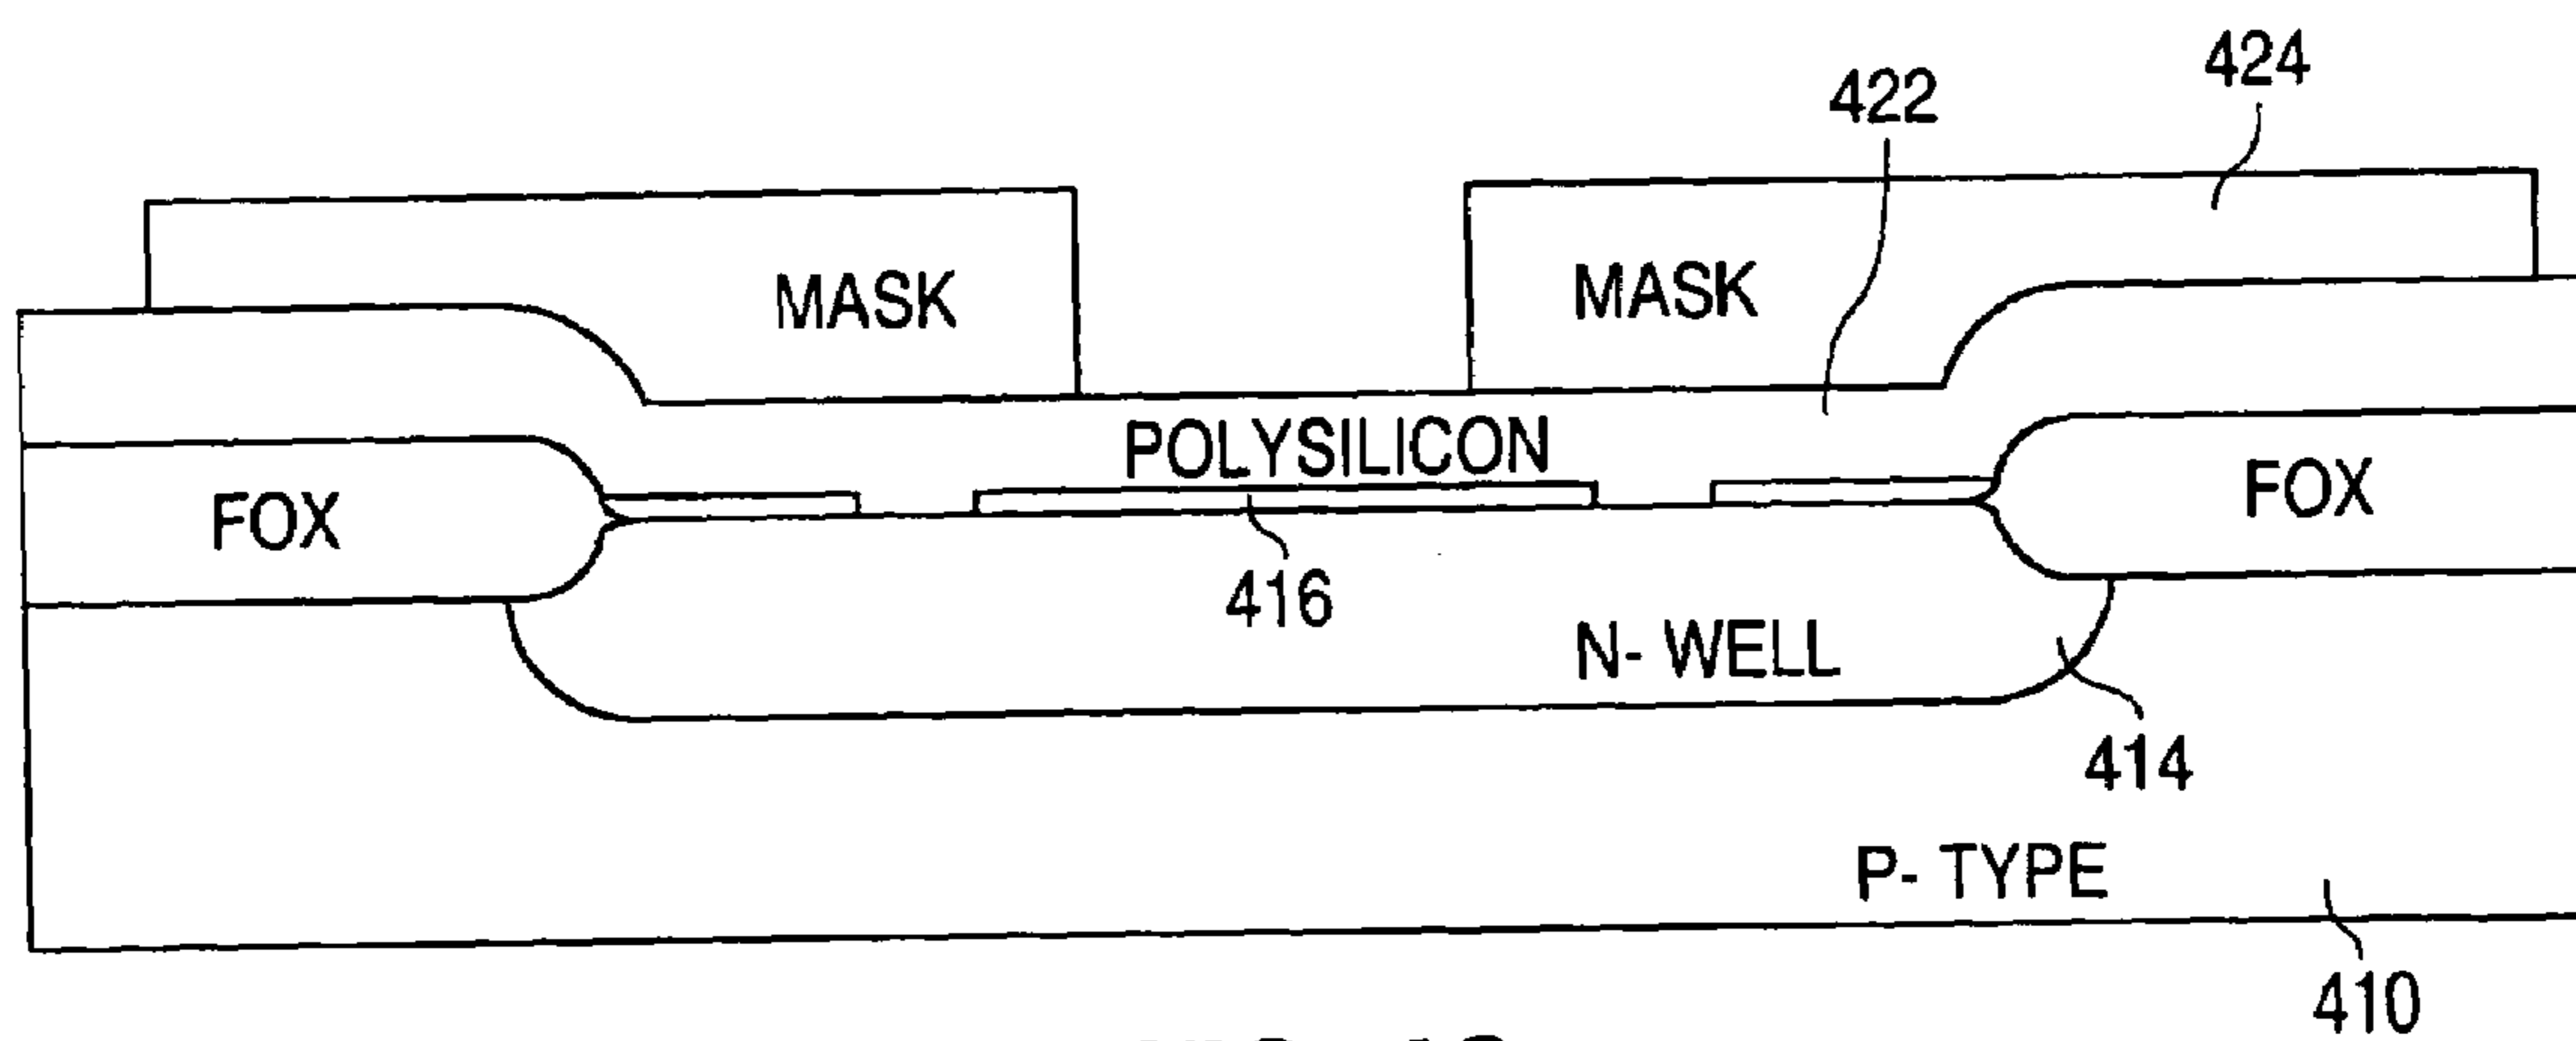 424
422
MASK
MASK
POLYSILICON
FOX
FOX
416
N- WELL
414
P- TYPE
410